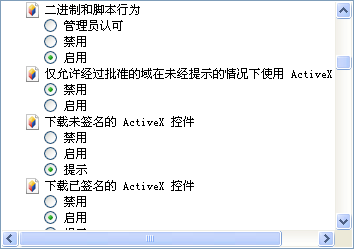 二进制和脚本行为
管理员认可
禁用
启用
仅允许经过批准的域在未经提示的情况下使用 ActiveX
禁用
启用
下载未签名的 ActiveX 控件
禁用
启用
提示
下载已签名的 ActiveX 控件
禁用
启用